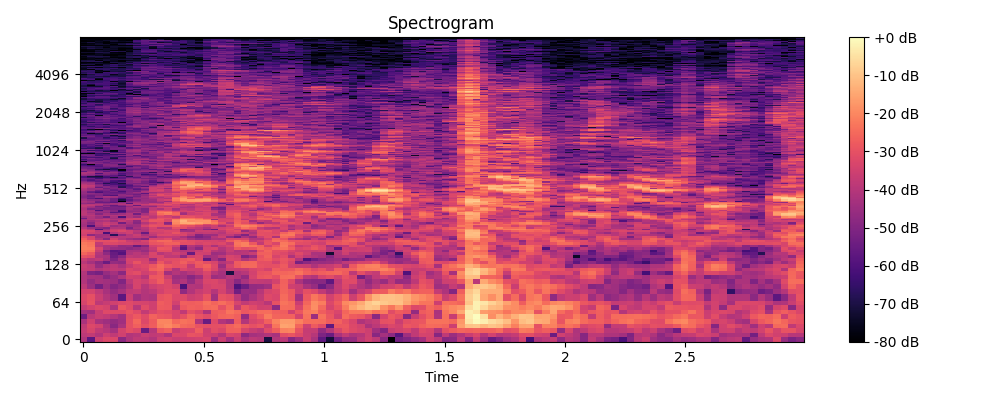 Spectrogram
Hz
4096
2048
1024
512
256
128
64
0
0
0.5
1
1.5
2
2.5
Time
+0 dB
-10 dB
-20 dB
-30 dB
-40 dB
-50 dB
-60 dB
-70 dB
-80 dB